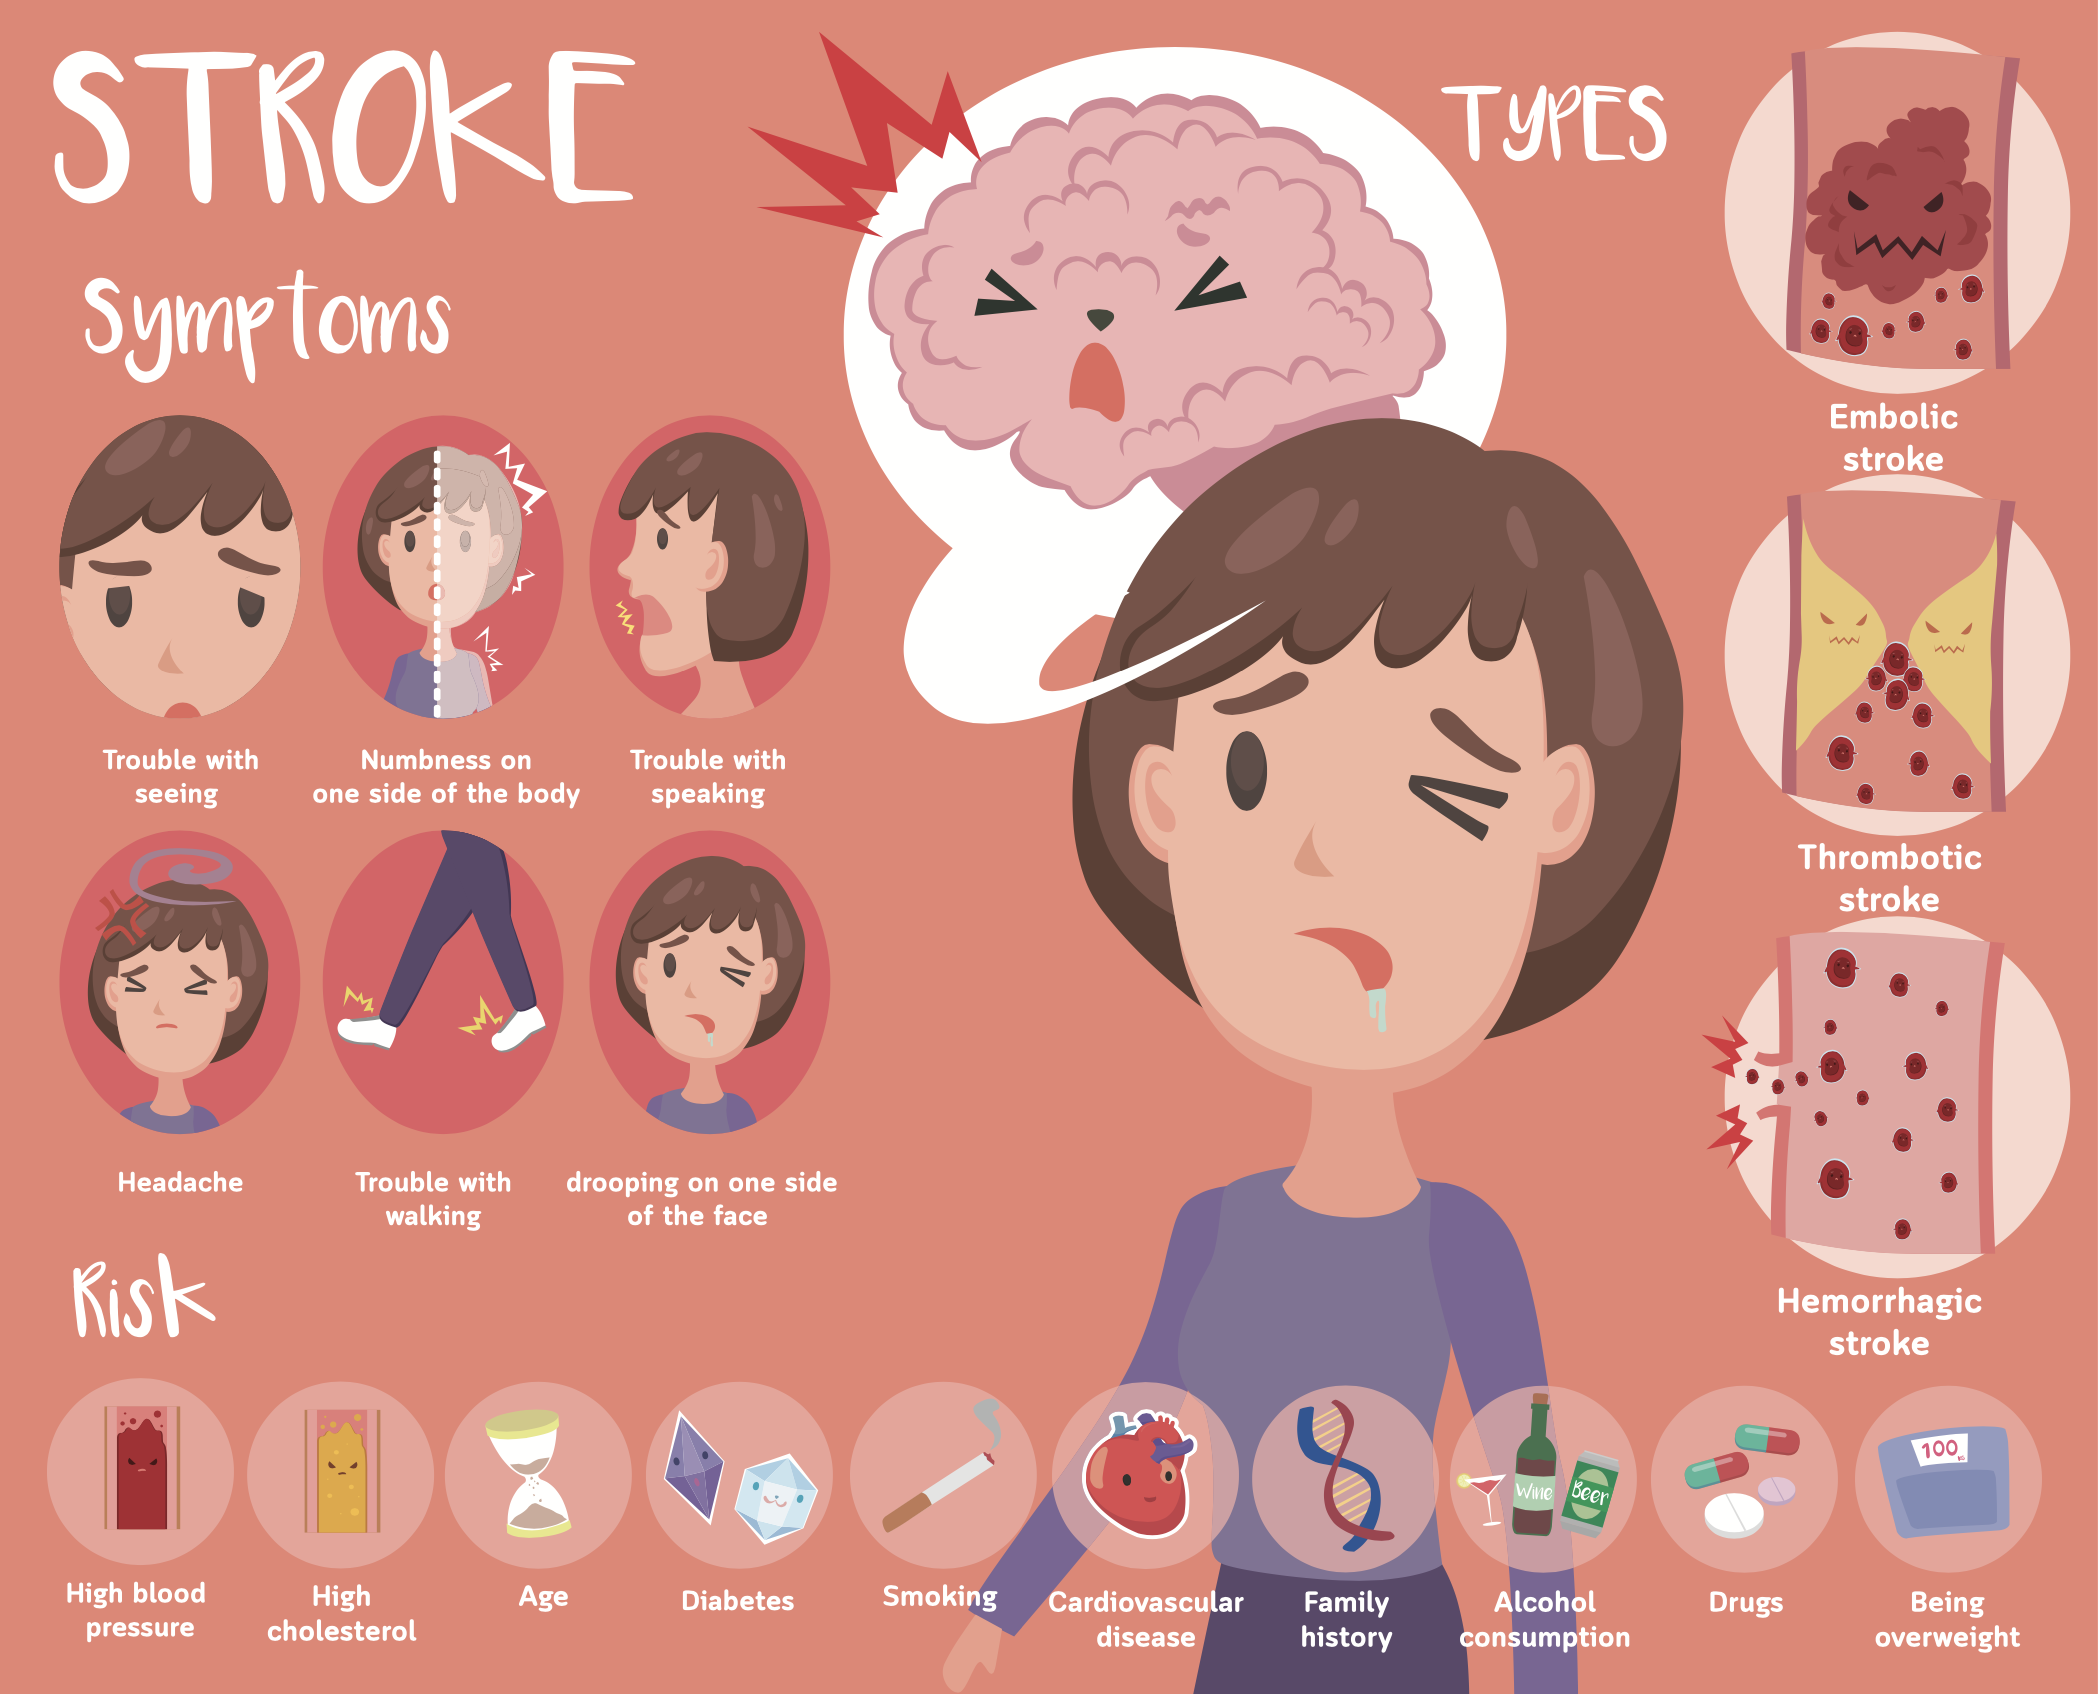 STROKE
Symptoms
Trouble with
seeing
Numbness on
one side of the body
Trouble with
speaking
Headache
Trouble with
walking
drooping on one side
of the face
TYPES
Embolic
stroke
Thrombotic
stroke
Hemorrhagic
stroke
Risk
High blood
pressure
High
cholesterol
Age
Diabetes
Smoking
Cardiovascular
disease
Family
history
Wine
Beer
Alcohol
consumption
Drugs
100
Being
overweight